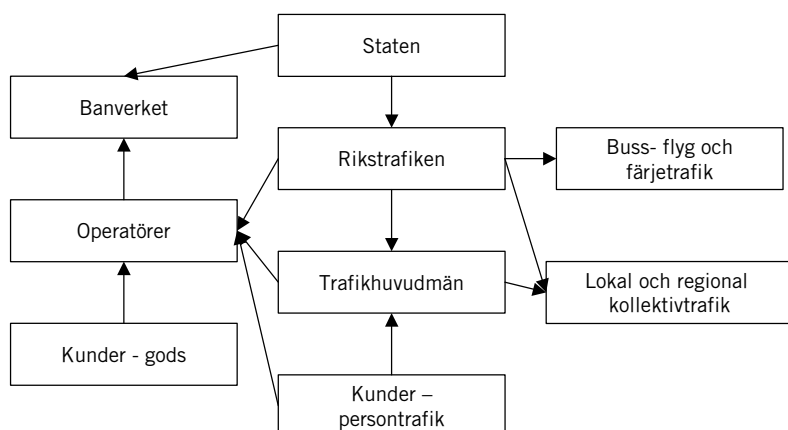 Staten
Banverket
Rikstrafiken
Buss- flyg och
färjetrafik
Operatörer
Trafikhuvudmän
Lokal och regional
kollektivtrafik
Kunder - gods
Kunder –
persontrafik